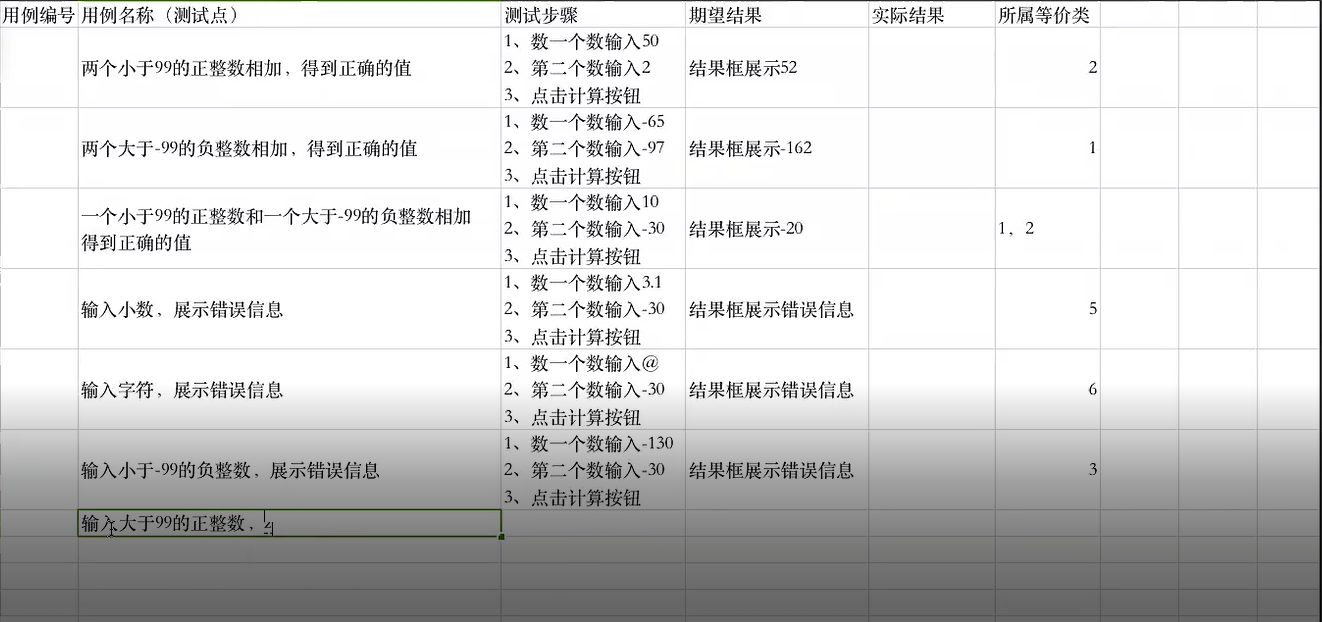 用例编号 用例名称（测试点） 测试步骤 期望结果 实际结果 所属等价类
两个小于99的正整数相加，得到正确的值
1、数一个数输入50
2、第二个数输入2
3、点击计算按钮
结果框展示52
2
两个大于-99的负整数相加，得到正确的值
1、数一个数输入-65
2、第二个数输入-97
3、点击计算按钮
结果框展示-162
1
一个小于99的正整数和一个大于-99的负整数相加
得到正确的值
1、数一个数输入10
2、第二个数输入-30
3、点击计算按钮
结果框展示-20
1，2
输入小数，展示错误信息
1、数一个数输入3.1
2、第二个数输入-30
3、点击计算按钮
结果框展示错误信息
5
输入字符，展示错误信息
1、数一个数输入@
2、第二个数输入-30
3、点击计算按钮
结果框展示错误信息
6
输入小于-99的负整数，展示错误信息
1、数一个数输入-130
2、第二个数输入-30
3、点击计算按钮
结果框展示错误信息
3
输入大于99的正整数，